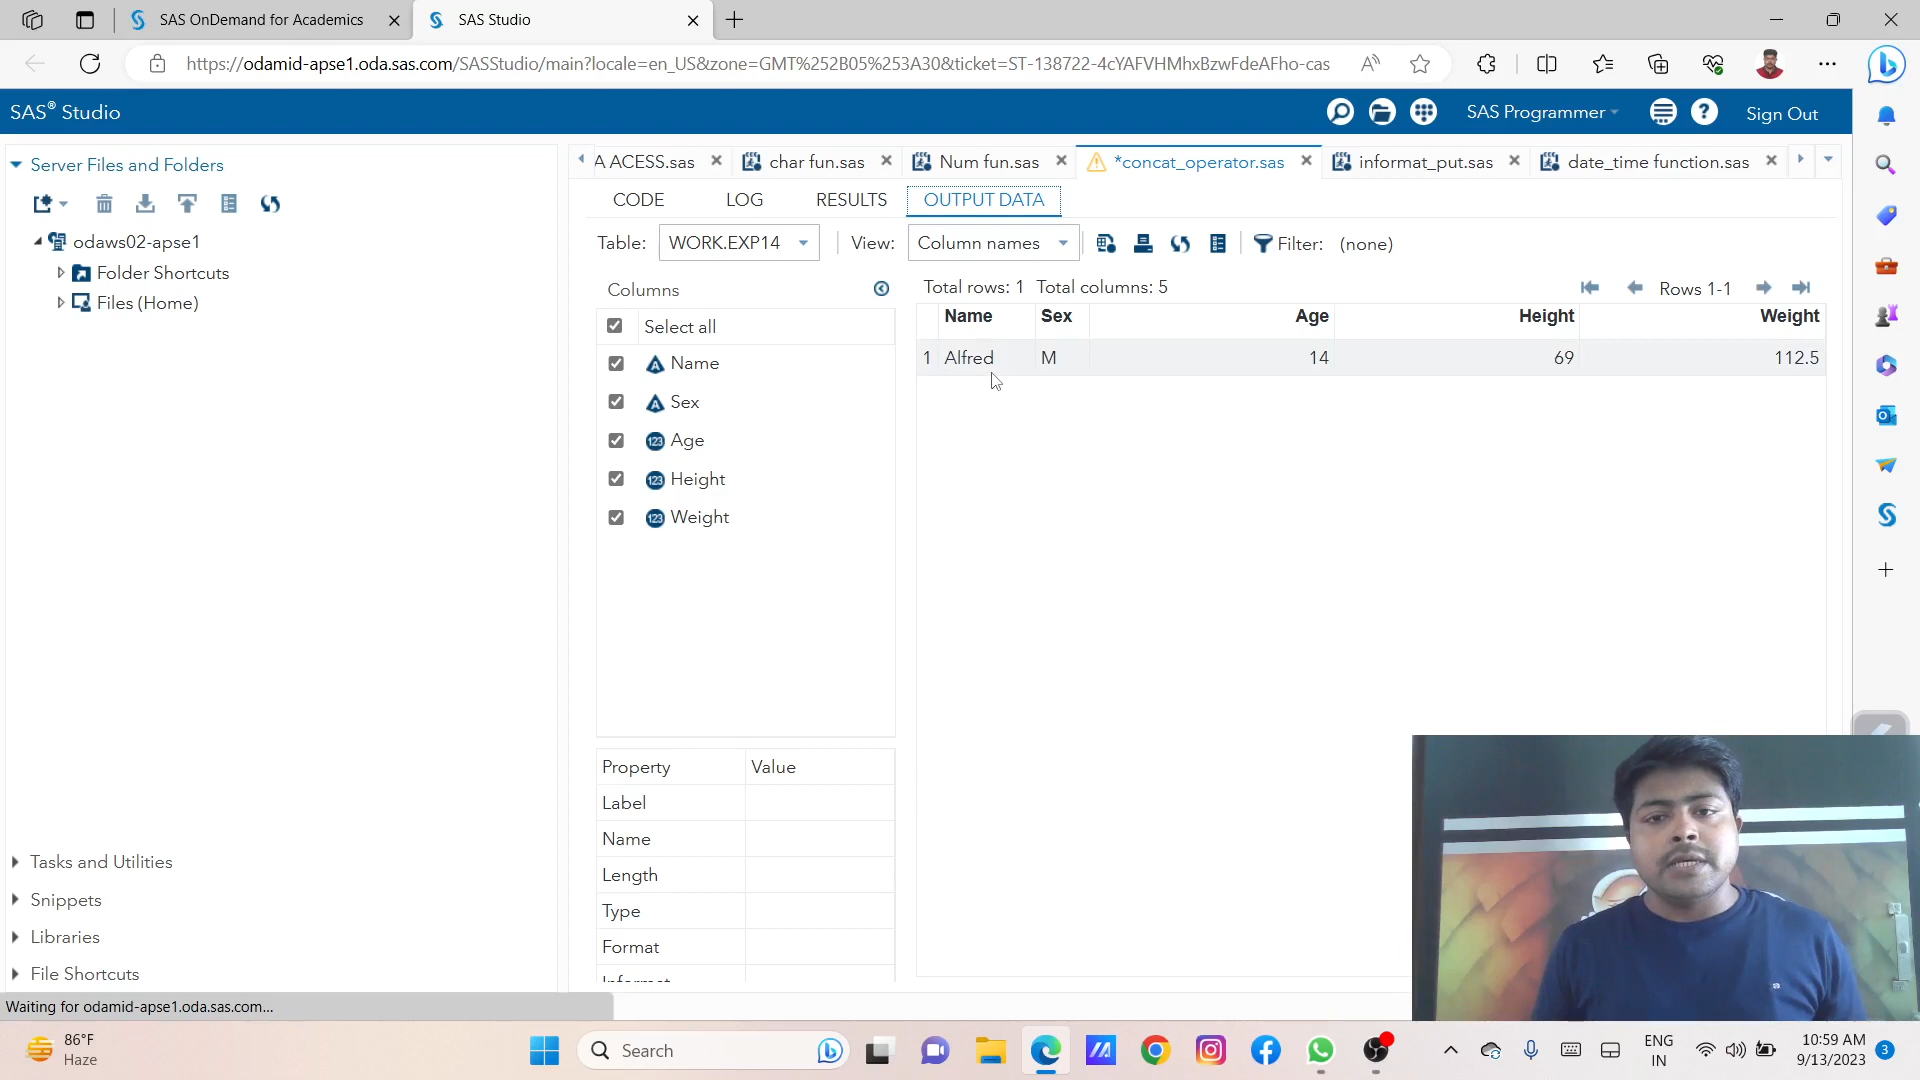 SAS OnDemand for Academics
SAS Studio
https://odamid-apse1.oda.sas.com/SASStudio/main?locale=en_US&zone=GMT%252B05%253A30&ticket=ST-138722-4cYAFVHMhxBzwFdeAFho-cas
SAS® Studio
SAS Programmer
Sign Out
Server Files and Folders
odaws02-apse1
Folder Shortcuts
Files (Home)
Tasks and Utilities
Snippets
Libraries
File Shortcuts
Waiting for odamid-apse1.oda.sas.com...
A ACESS.sas
char fun.sas
Num fun.sas
*concat_operator.sas
informat_put.sas
date_time function.sas
CODE
LOG
RESULTS
OUTPUT DATA
Table: WORK.EXP14
View: Column names
Filter: (none)
Columns
Select all
Name
Sex
Age
Height
Weight
Property Value
Label
Name
Length
Type
Format
Informat
Total rows: 1 Total columns: 5
Rows 1-1
Name Sex Age Height Weight
1 Alfred M 14 69 112.5
86°F
Haze
Search
ENG
IN
10:59 AM
9/13/2023
3